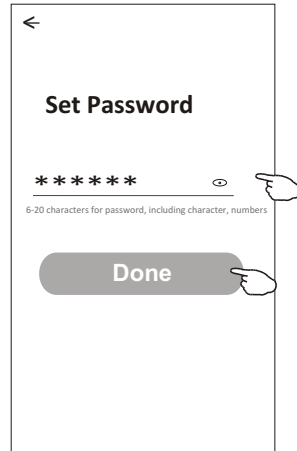 Set Password
******
6-20 characters for password, including character, numbers
Done